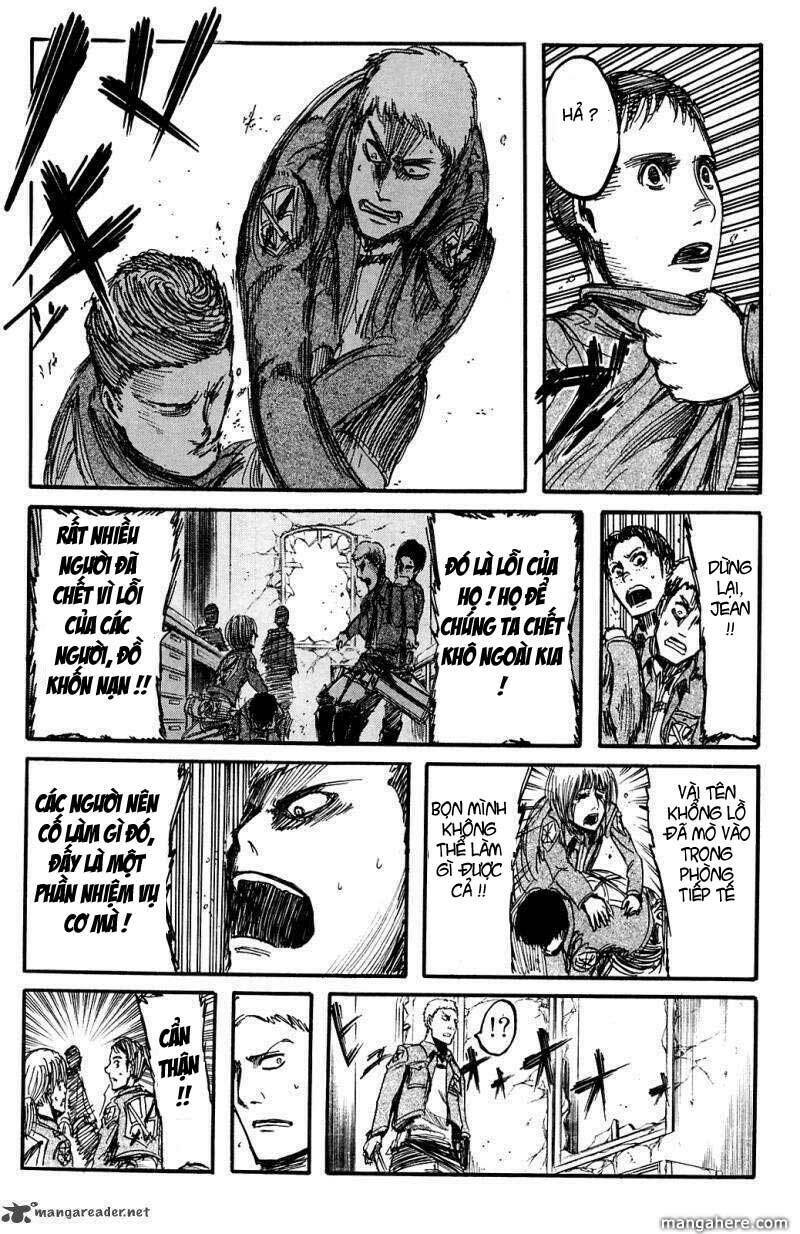 HẢ ?
DỪNG
LẠI,
JEAN
!!
ĐÓ LÀ LỖI CỦA
HỌ ! HỌ ĐỂ
CHÚNG TA CHẾT
KHÔ NGOÀI KIA
!
RẤT NHIỀU
NGƯỜI ĐÃ
CHẾT VÌ LỖI
CỦA CÁC
NGƯỜI, ĐỒ
KHỐN NẠN !!
VÀI TÊN
KHỔNG LỒ
ĐÃ MÒ VÀO
TRONG
PHÒNG
TIẾP TẾ
BỌN MÌNH
KHÔNG
THỂ LÀM
GÌ ĐƯỢC
CẢ !!
CÁC NGƯỜI NÊN
CỐ LÀM GÌ ĐÓ,
ĐẤY LÀ MỘT
PHẦN NHIỆM VỤ
CƠ MÀ !
!?
CẨN
THẬN
!!
mangareader.net
mangahere.com